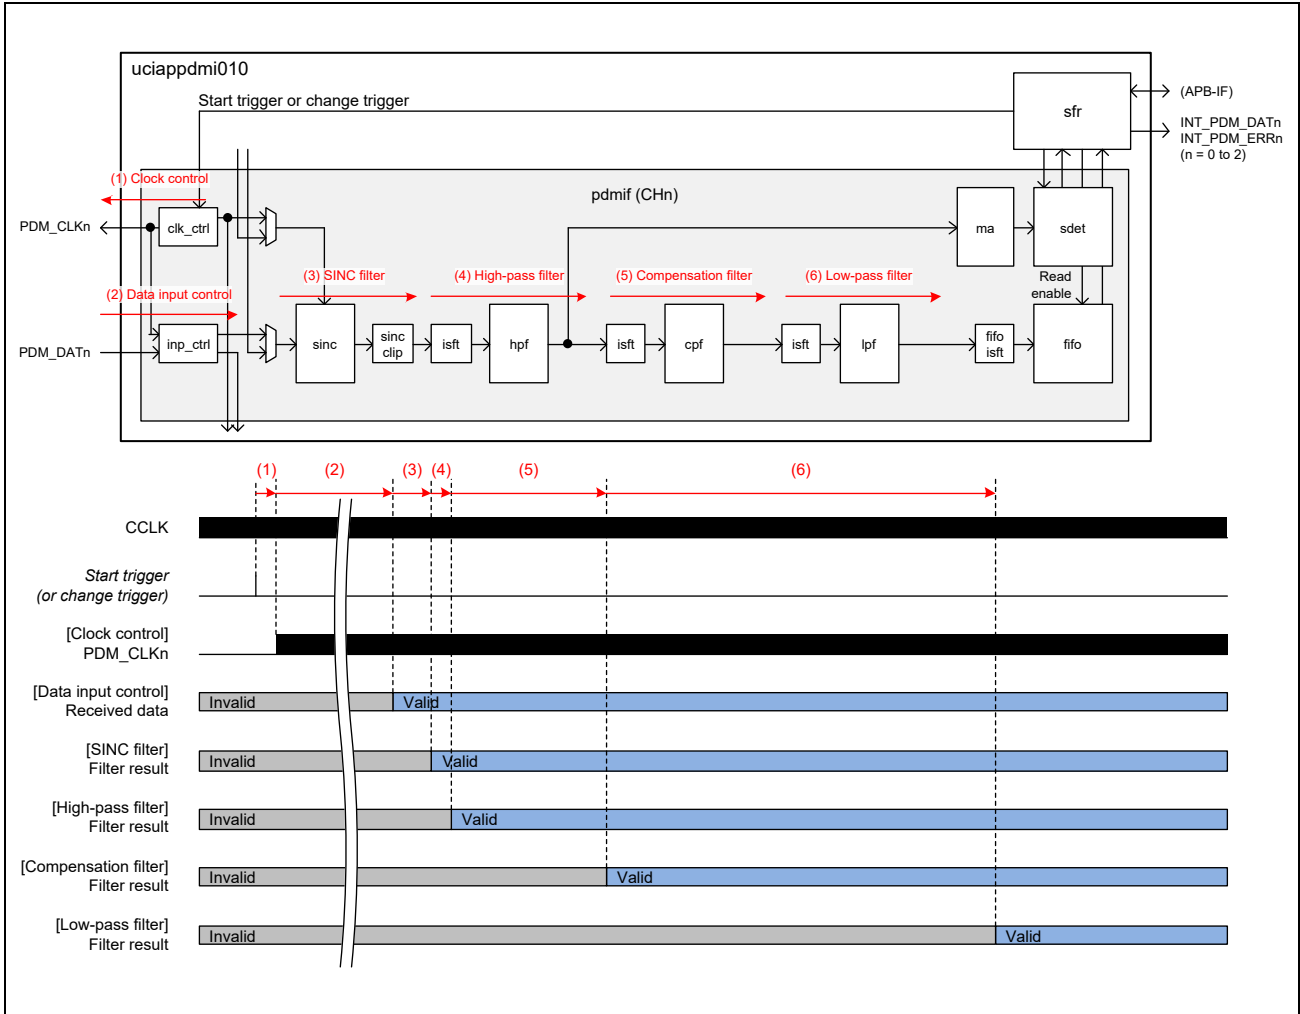 uciappdmi010
Start trigger or change trigger
sfr
(APB-IF)
INT_PDM_DATn
INT_PDM_ERRn
(n = 0 to 2)
(1) Clock control
pdmif (CHn)
PDM_CLKn
clk_ctrl
ma
sdet
(2) Data input control
(3) SINC filter
(4) High-pass filter
(5) Compensation filter
(6) Low-pass filter
Read
enable
PDM_DATn
inp_ctrl
sinc
sinc
clip
isft
hpf
isft
cpf
isft
lpf
fifo
isft
fifo
(1)
(2)
(3)
(4)
(5)
(6)
CCLK
Start trigger
(or change trigger)
[Clock control]
PDM_CLKn
[Data input control]
Received data
Invalid
Valid
[SINC filter]
Filter result
Invalid
Valid
[High-pass filter]
Filter result
Invalid
Valid
[Compensation filter]
Filter result
Invalid
Valid
[Low-pass filter]
Filter result
Invalid
Valid